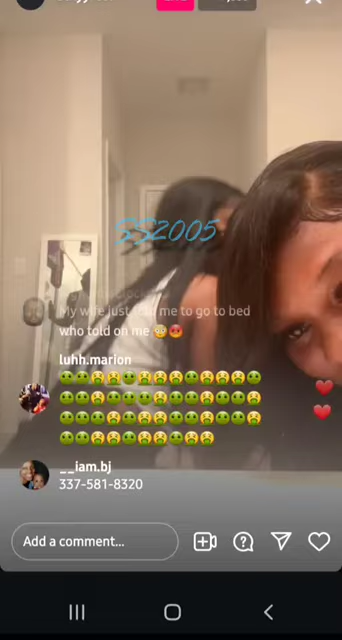 SS2005
My wife just told me to go to bed
who told on me 😳😡
luhh.marion
🤢🤢🤮🤮🤢🤮🤮🤮🤢🤮🤮🤮🤢
🤢🤢🤮🤢🤢🤢🤮🤢🤢🤮🤢🤢🤮
🤢🤢🤢🤮🤢🤮🤮🤢🤢🤮🤢🤢🤮
🤢🤢🤮🤮🤢🤮🤮🤢🤮🤮
__iam.bj
337-581-8320
Add a comment...